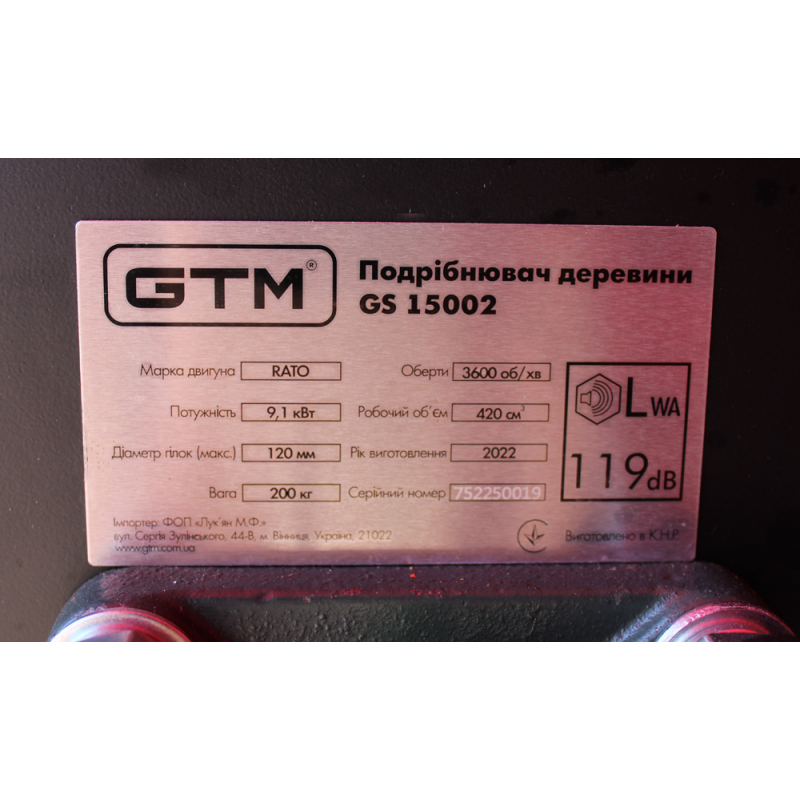 GTM®
Подрібнювач деревини
GS 15002
Марка двигуна RATO Оберти 3600 об/хв
Потужність 9,1 кВт Робочий об'єм 420 см³
Діаметр гілок (макс.) 120 мм Рік виготовлення 2022
Вага 200 кг Серійний номер 752250019
LWA
119dB
Імпортер: ФОП «Лук'ян М.Ф.»
вул. Сергія Зулінського, 44-В, м. Вінниця, Україна, 21022
www.gtm.com.ua
Виготовлено в К.Н.Р.